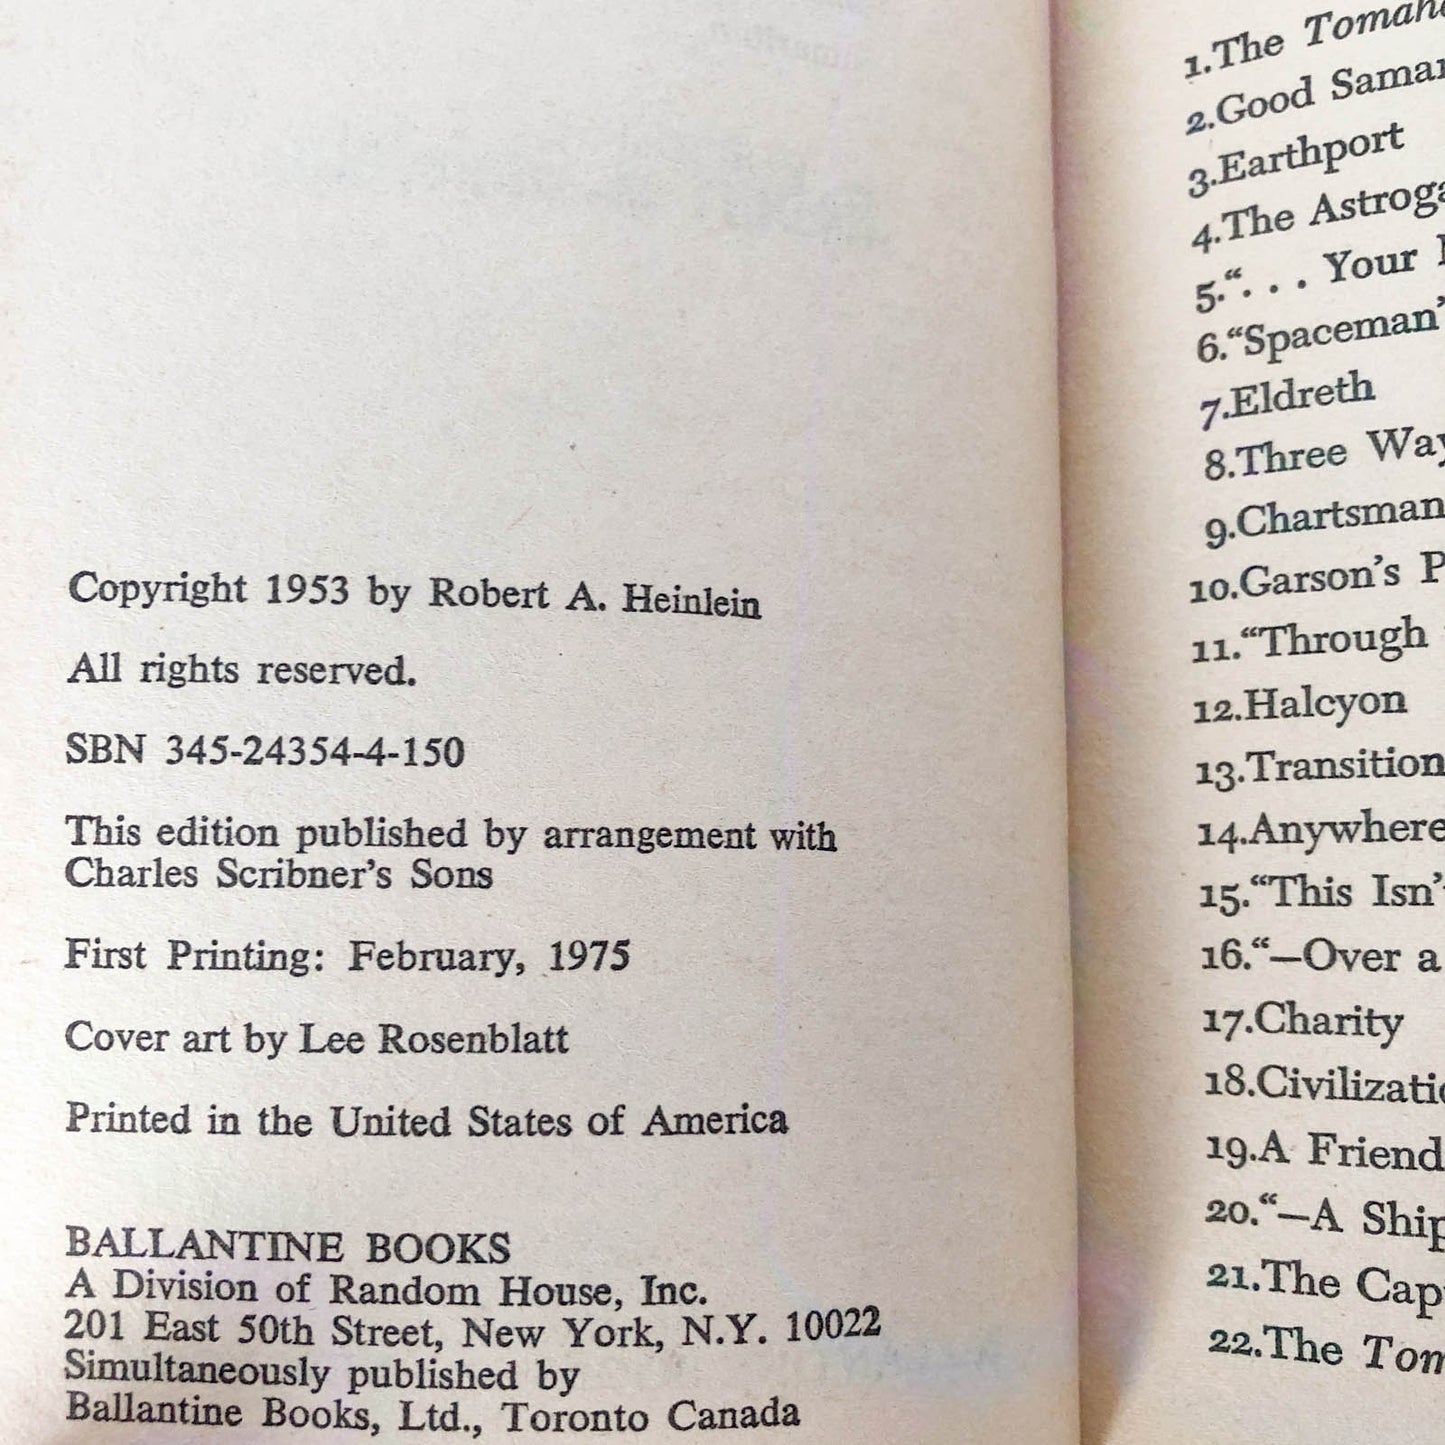 Copyright 1953 by Robert A. Heinlein
All rights reserved.
SBN 345-24354-4-150
This edition published by arrangement with
Charles Scribner's Sons
First Printing: February, 1975
Cover art by Lee Rosenblatt
Printed in the United States of America
BALLANTINE BOOKS
A Division of Random House, Inc.
201 East 50th Street, New York, N.Y. 10022
Simultaneously published by
Ballantine Books, Ltd., Toronto Canada
1.The
2.Good
3.Earthport
4.The
5.“. . . Your
6.“Spaceman’
7.Eldreth
8.Three
9.Chartsman
10.Garson’s
11.“Through
12.Halcyon
13.Transition
14.Anywhere
15.“This Isn’
16.“—Over a
17.Charity
18.
19.A Friend
20.“—A Ship
21.The
22.The